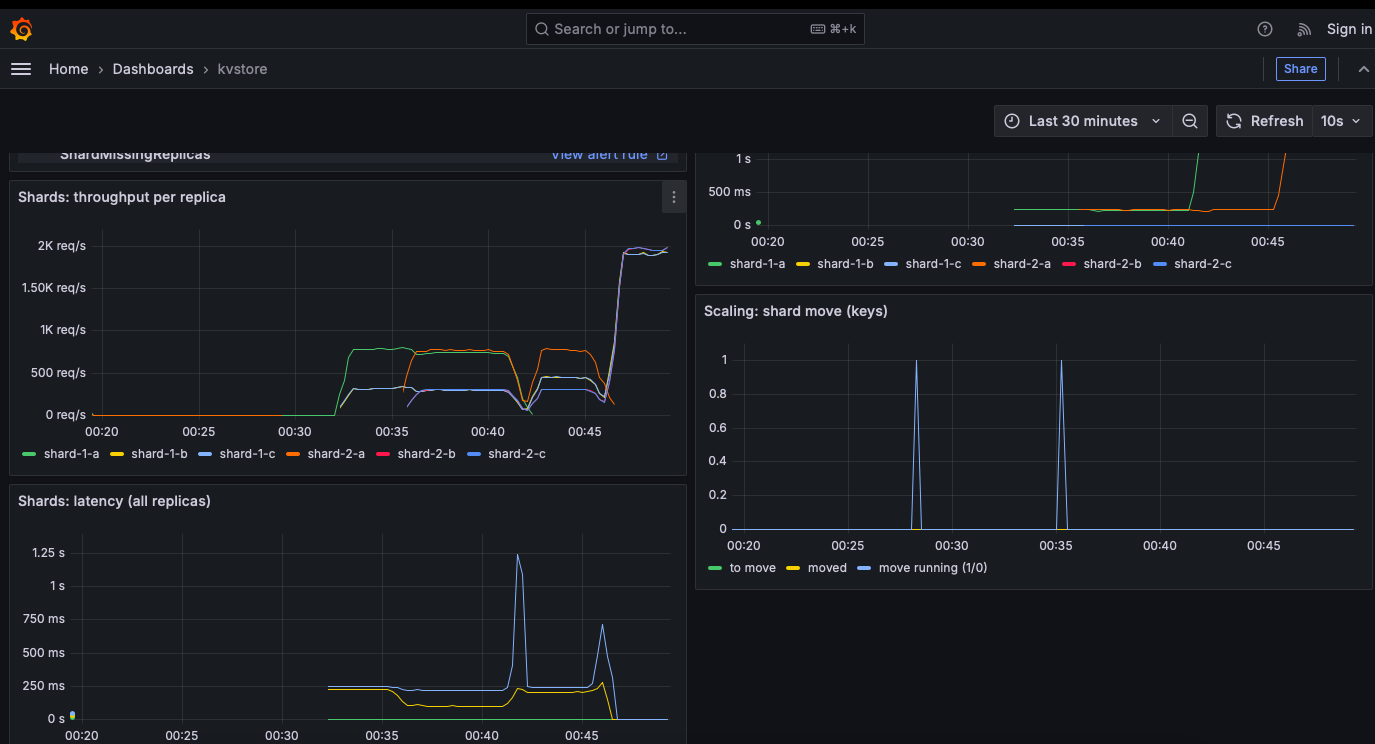 Search or jump to... ⌘+k
Sign in
Home › Dashboards › kvstore
Share
Last 30 minutes
Refresh
10s
ShardMissingReplicas
View alert rule
Shards: throughput per replica
2K req/s
1.50K req/s
1K req/s
500 req/s
0 req/s
00:20 00:25 00:30 00:35 00:40 00:45
shard-1-a shard-1-b shard-1-c shard-2-a shard-2-b shard-2-c
Shards: latency (all replicas)
1.25 s
1 s
750 ms
500 ms
250 ms
0 s
00:20 00:25 00:30 00:35 00:40 00:45
1 s
500 ms
0 s
00:20 00:25 00:30 00:35 00:40 00:45
shard-1-a shard-1-b shard-1-c shard-2-a shard-2-b shard-2-c
Scaling: shard move (keys)
1
0.8
0.6
0.4
0.2
0
00:20 00:25 00:30 00:35 00:40 00:45
to move moved move running (1/0)